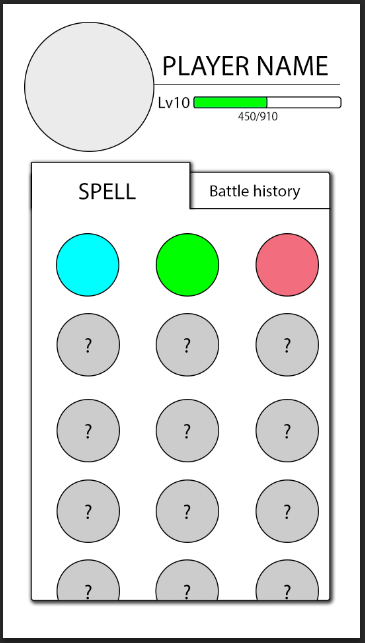 PLAYER NAME
Lv10
450/910
SPELL
Battle history
? ? ?
? ? ?
? ? ?
? ? ?